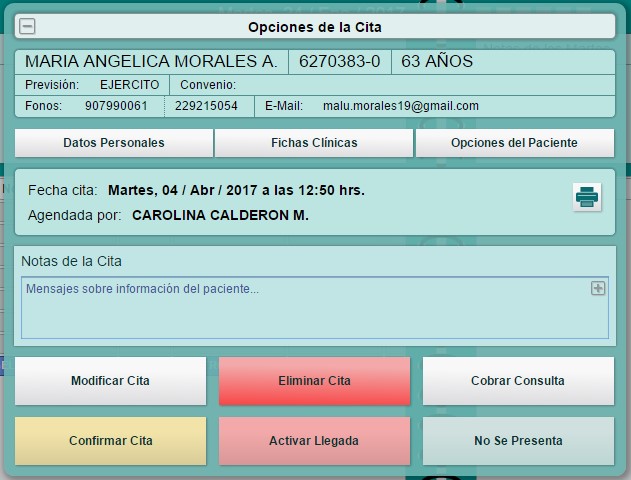 Opciones de la Cita
MARIA ANGELICA MORALES A. 6270383-0 63 AÑOS
Previsión: EJERCITO Convenio:
Fonos: 907990061 229215054 E-Mail: malu.morales19@gmail.com
Datos Personales Fichas Clínicas Opciones del Paciente
Fecha cita: Martes, 04 / Abr / 2017 a las 12:50 hrs.
Agendada por: CAROLINA CALDERON M.
Notas de la Cita
Mensajes sobre información del paciente...
Modificar Cita Eliminar Cita Cobrar Consulta
Confirmar Cita Activar Llegada No Se Presenta